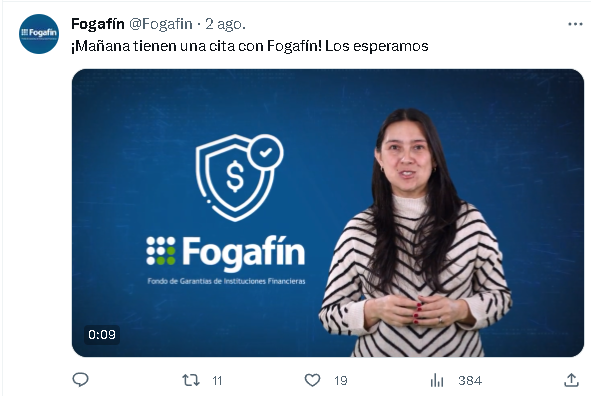 Fogafín @Fogafin · 2 ago.
¡Mañana tienen una cita con Fogafín! Los esperamos
$
Fogafín
Fondo de Garantías de Instituciones Financieras
0:09
11 19 384